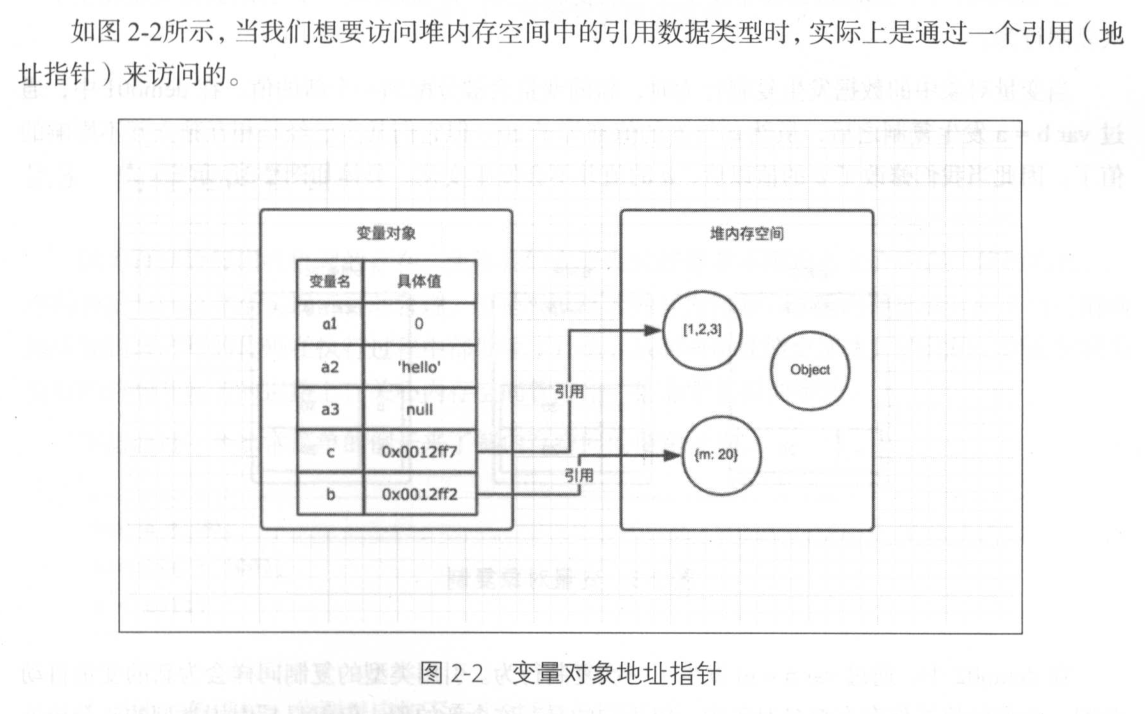 如图 2-2所示，当我们想要访问堆内存空间中的引用数据类型时，实际上是通过一个引用（地
址指针）来访问的。
变量对象
变量名 具体值
a1 0
a2 'hello'
a3 null
c 0x0012ff7
b 0x0012ff2
引用
引用
堆内存空间
[1,2,3]
Object
{m: 20}
图 2-2 变量对象地址指针